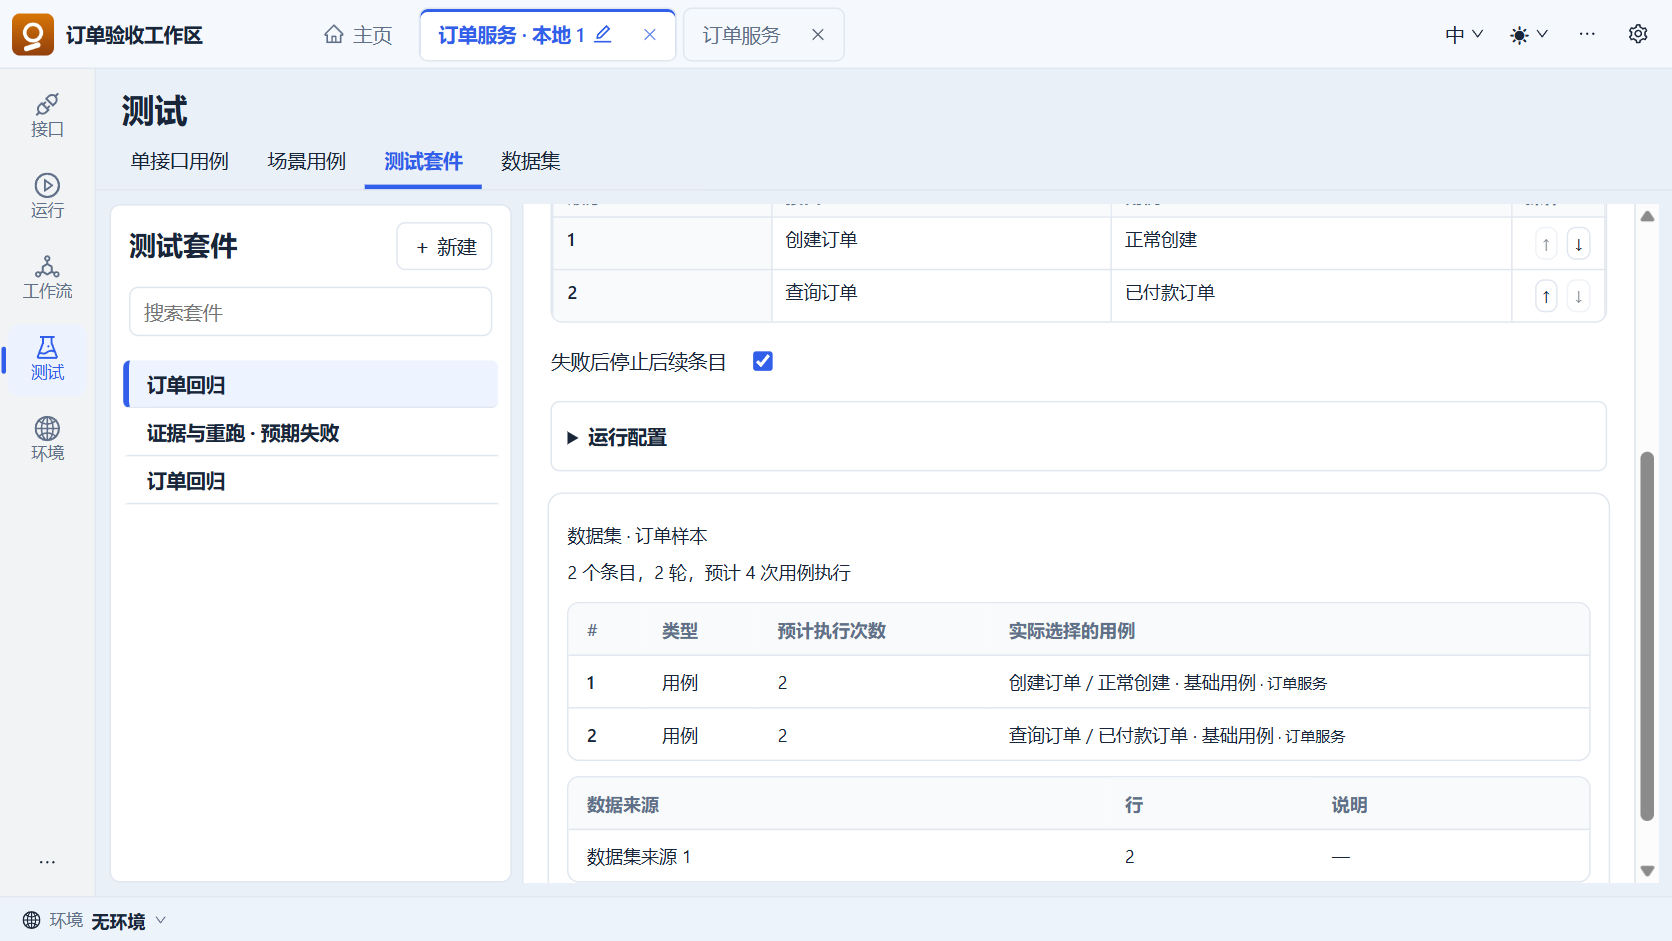 订单验收工作区
主页
订单服务 · 本地 1
订单服务
中
接口
运行
工作流
测试
环境
测试
单接口用例
场景用例
测试套件
数据集
测试套件
+ 新建
搜索套件
订单回归
证据与重跑 · 预期失败
订单回归
1 创建订单 正常创建 ↑ ↓
2 查询订单 已付款订单 ↑ ↓
失败后停止后续条目
运行配置
数据集 · 订单样本
2 个条目，2 轮，预计 4 次用例执行
# 类型 预计执行次数 实际选择的用例
1 用例 2 创建订单 / 正常创建 · 基础用例 · 订单服务
2 用例 2 查询订单 / 已付款订单 · 基础用例 · 订单服务
数据来源 行 说明
数据集来源 1 2 —
环境 无环境